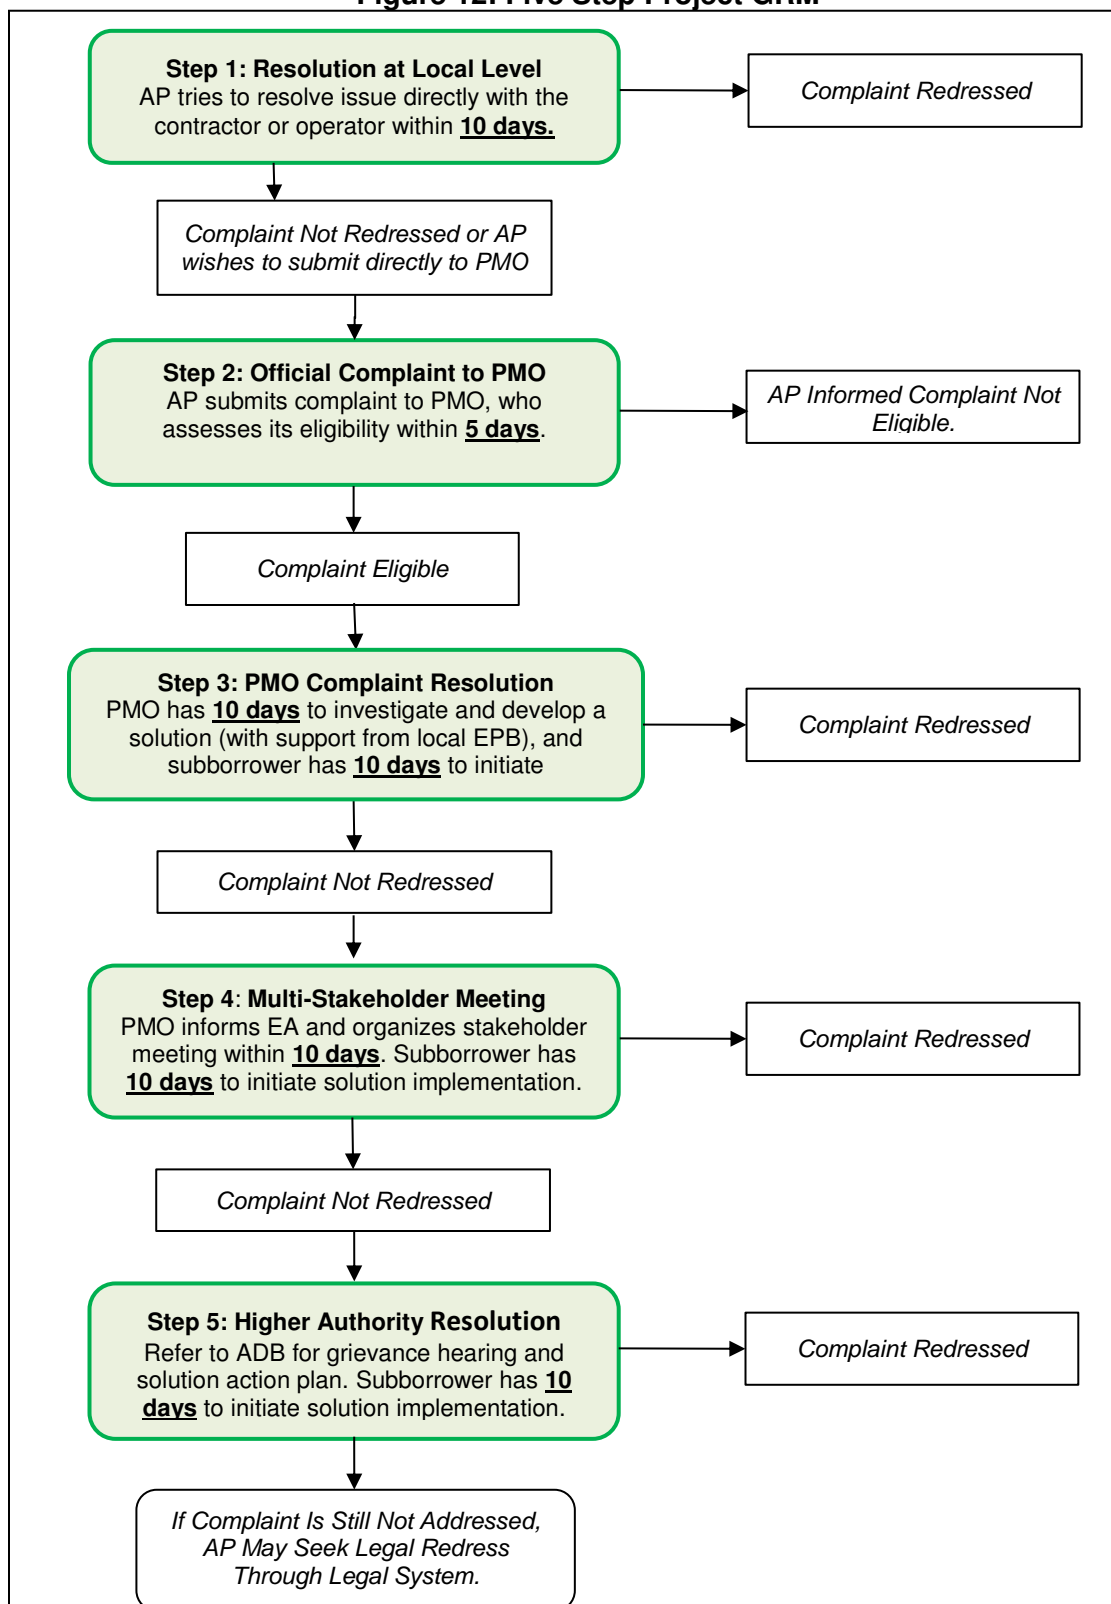 Figure 12: Five Step Project GRM
Step 1: Resolution at Local Level
AP tries to resolve issue directly with the
contractor or operator within 10 days.
Complaint Redressed
Complaint Not Redressed or AP
wishes to submit directly to PMO
Step 2: Official Complaint to PMO
AP submits complaint to PMO, who
assesses its eligibility within 5 days.
AP Informed Complaint Not
Eligible.
Complaint Eligible
Step 3: PMO Complaint Resolution
PMO has 10 days to investigate and develop a
solution (with support from local EPB), and
subborrower has 10 days to initiate
Complaint Redressed
Complaint Not Redressed
Step 4: Multi-Stakeholder Meeting
PMO informs EA and organizes stakeholder
meeting within 10 days. Subborrower has
10 days to initiate solution implementation.
Complaint Redressed
Complaint Not Redressed
Step 5: Higher Authority Resolution
Refer to ADB for grievance hearing and
solution action plan. Subborrower has 10
days to initiate solution implementation.
Complaint Redressed
If Complaint Is Still Not Addressed,
AP May Seek Legal Redress
Through Legal System.